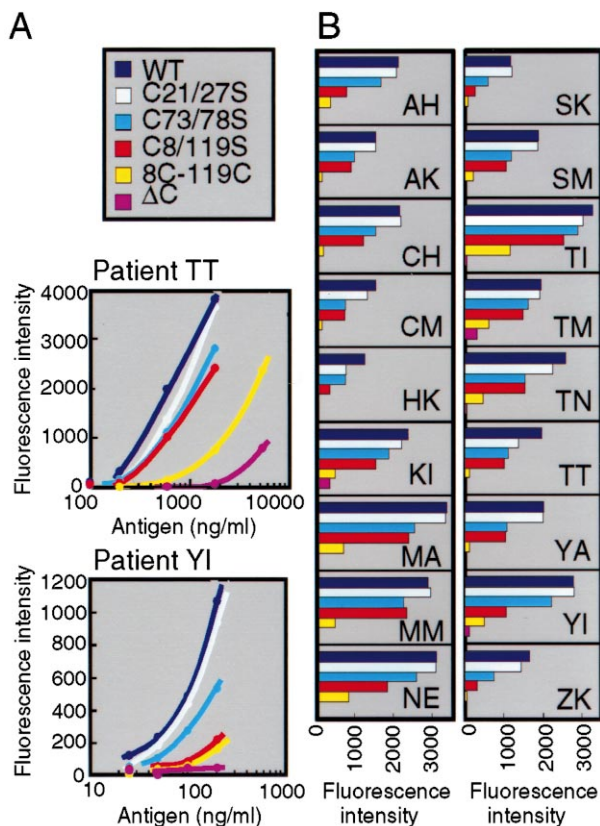 A
B
WT
C21/27S
C73/78S
C8/119S
8C-119C
ΔC
Patient TT
Fluorescence intensity
4000
3000
2000
1000
0
100
1000
10000
Antigen (ng/ml)
Patient YI
Fluorescence intensity
1200
1000
800
600
400
200
0
10
100
1000
Antigen (ng/ml)
AH
AK
CH
CM
HK
KI
MA
MM
NE
0
1000
2000
3000
Fluorescence
intensity
SK
SM
TI
TM
TN
TT
YA
YI
ZK
0
1000
2000
3000
Fluorescence
intensity